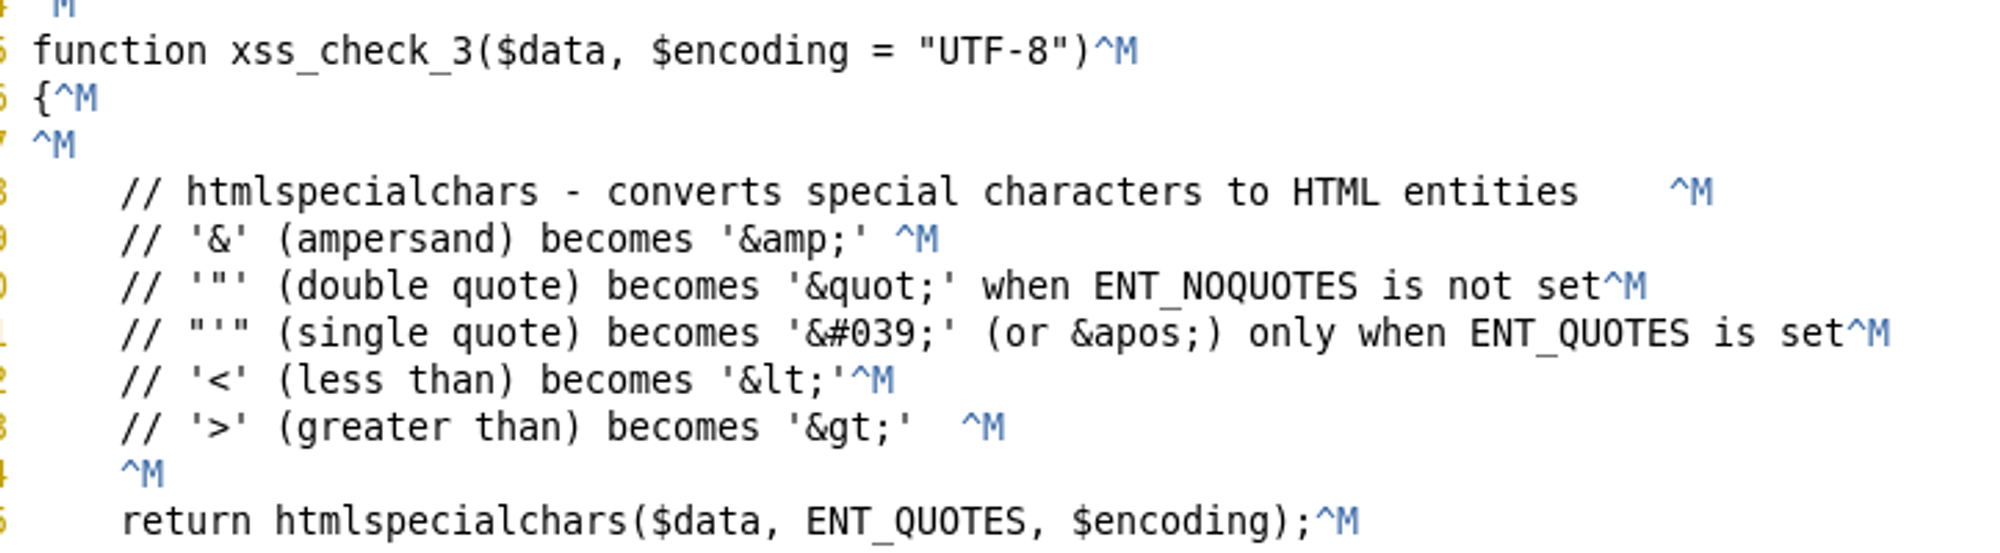 ^M
function xss_check_3($data, $encoding = "UTF-8")^M
{^M
^M
    // htmlspecialchars - converts special characters to HTML entities    ^M
    // '&' (ampersand) becomes '&amp;' ^M
    // '"' (double quote) becomes '&quot;' when ENT_NOQUOTES is not set^M
    // "'" (single quote) becomes '&#039;' (or &apos;) only when ENT_QUOTES is set^M
    // '<' (less than) becomes '&lt;'^M
    // '>' (greater than) becomes '&gt;'  ^M
    ^M
    return htmlspecialchars($data, ENT_QUOTES, $encoding);^M